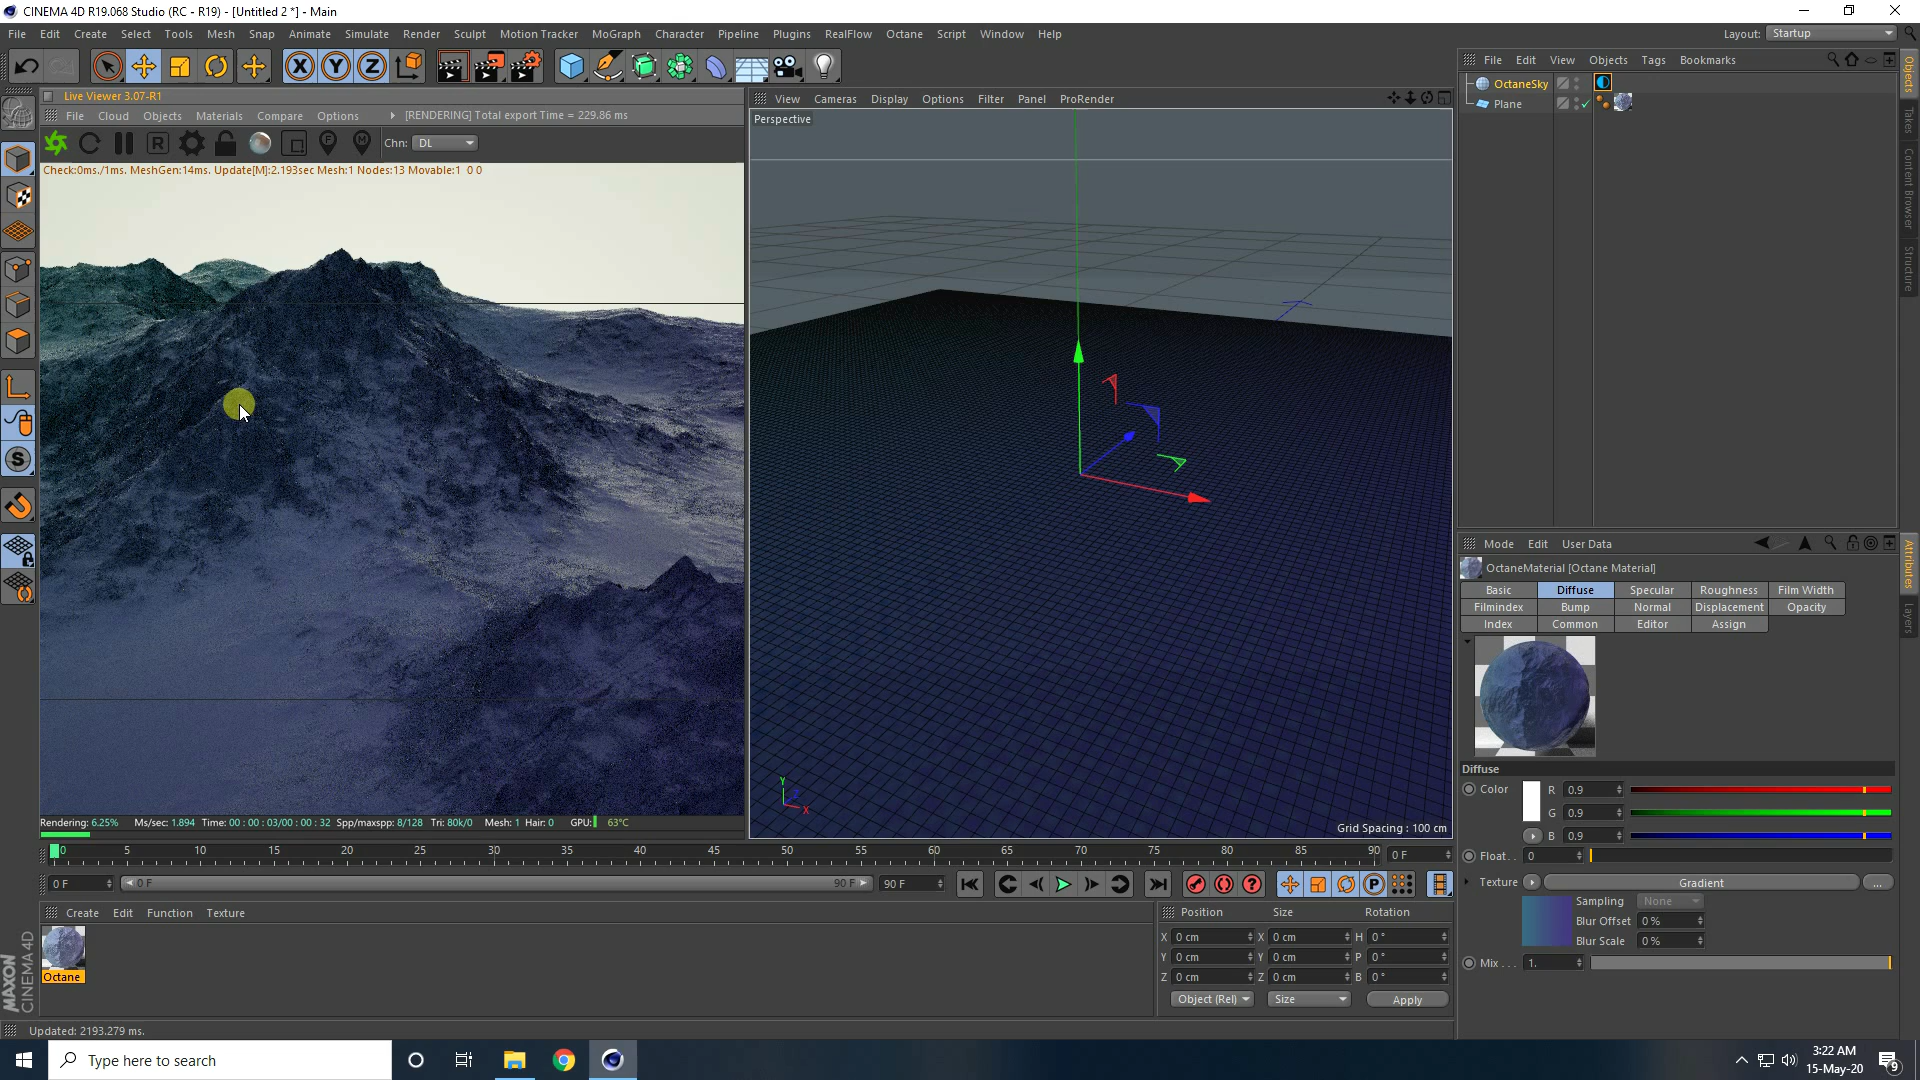 CINEMA 4D R19.068 Studio (RC - R19) - [Untitled 2 *] - Main
File Edit Create Select Tools Mesh Snap Animate Simulate Render Sculpt Motion Tracker MoGraph Character Pipeline Plugins RealFlow Octane Script Window Help
Layout: Startup
Live Viewer 3.07-R1
File Cloud Objects Materials Compare Options [RENDERING] Total export Time = 229.86 ms
R M Chn: DL
Check:0ms./1ms. MeshGen:14ms. Update[M]:2.193sec Mesh:1 Nodes:13 Movable:1 0 0
Rendering: 6.25% Ms/sec: 1.894 Time: 00 : 00 : 03/00 : 00 : 32 Spp/maxspp: 8/128 Tri: 80k/0 Mesh: 1 Hair: 0 GPU: 63°C
View Cameras Display Options Filter Panel ProRender
Perspective
Y
X
Grid Spacing : 100 cm
File Edit View Objects Tags Bookmarks
OctaneSky
Plane
Objects
Takes
Content Browser
Structure
Mode Edit User Data
OctaneMaterial [Octane Material]
Basic Diffuse Specular Roughness Film Width
Filmindex Bump Normal Displacement Opacity
Index Common Editor Assign
Attributes
Layers
Diffuse
Color R 0.9
G 0.9
B 0.9
Float . . 0
Texture Gradient ...
Sampling None
Blur Offset 0 %
Blur Scale 0 %
Mix . . . 1.
0 5 10 15 20 25 30 35 40 45 50 55 60 65 70 75 80 85 90 0 F
0 F 0 F 90 F 90 F
Create Edit Function Texture
Octane
Position Size Rotation
X 0 cm X 0 cm H 0 °
Y 0 cm Y 0 cm P 0 °
Z 0 cm Z 0 cm B 0 °
Object (Rel) Size Apply
MAXON CINEMA 4D
Updated: 2193.279 ms.
Type here to search
3:22 AM
15-May-20
9